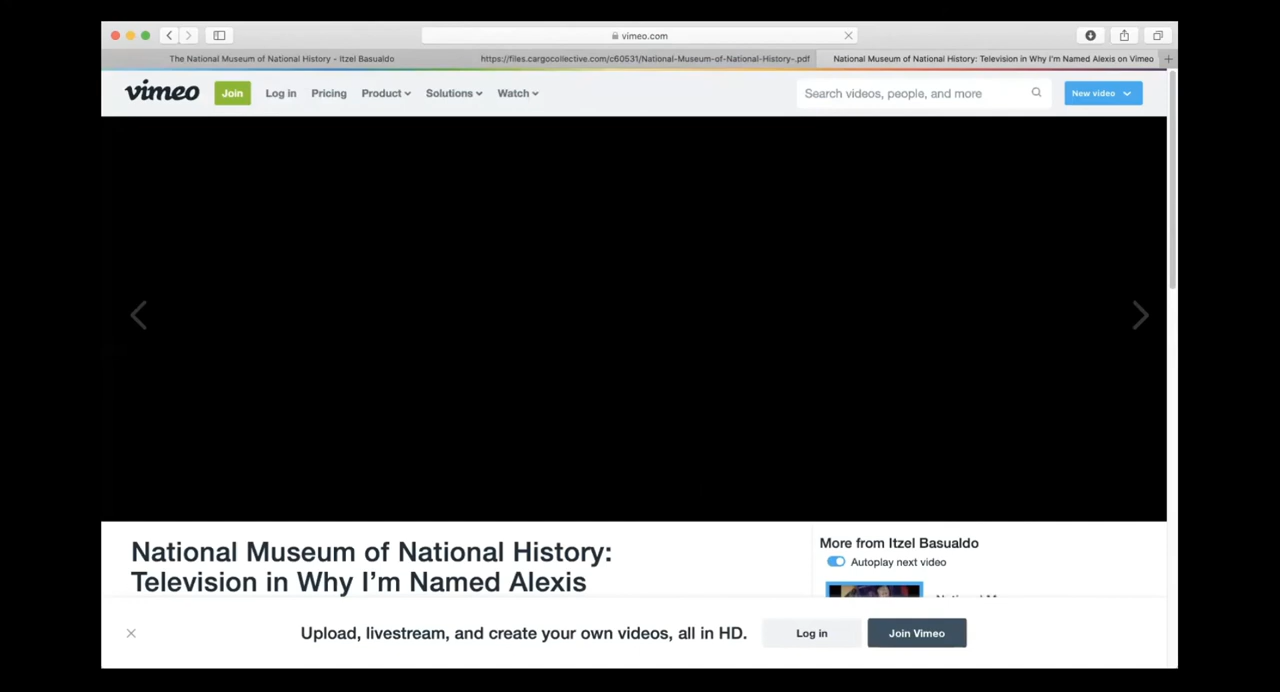 vimeo.com
The National Museum of National History - Itzel Basualdo
https://files.cargocollective.com/c60531/National-Museum-of-National-History-.pdf
National Museum of National History: Television in Why I'm Named Alexis on Vimeo
vimeo
Join
Log in
Pricing
Product
Solutions
Watch
Search videos, people, and more
New video
National Museum of National History:
Television in Why I'm Named Alexis
More from Itzel Basualdo
Autoplay next video
Upload, livestream, and create your own videos, all in HD.
Log in
Join Vimeo